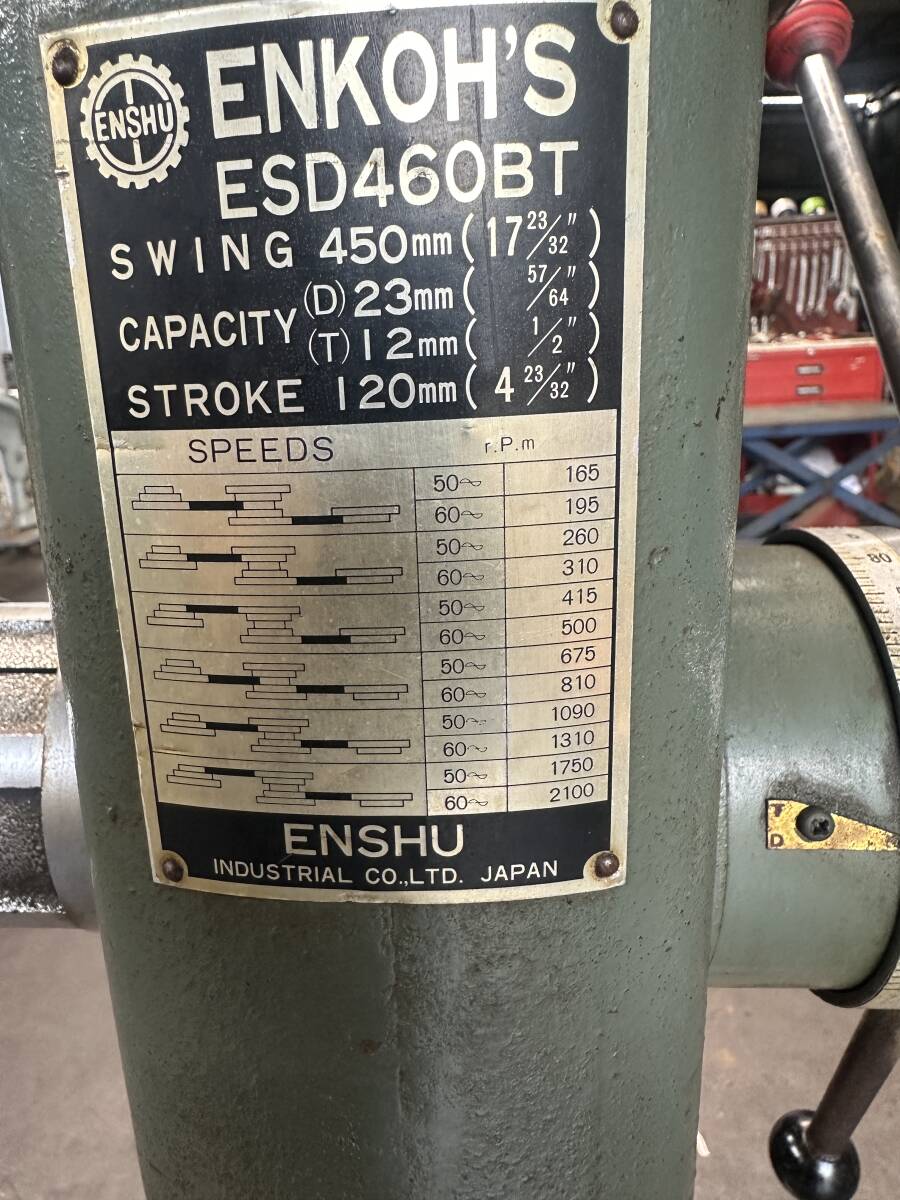 ENSHU
ENKOH'S
ESD460BT
SWING 450mm (17 23/32")
CAPACITY (D) 23mm (57/64")
(T) 12mm (1/2")
STROKE 120mm (4 23/32")
SPEEDS r.P.m
50~ 165
60~ 195
50~ 260
60~ 310
50~ 415
60~ 500
50~ 675
60~ 810
50~ 1090
60~ 1310
50~ 1750
60~ 2100
ENSHU
INDUSTRIAL CO.,LTD. JAPAN
80
T
D